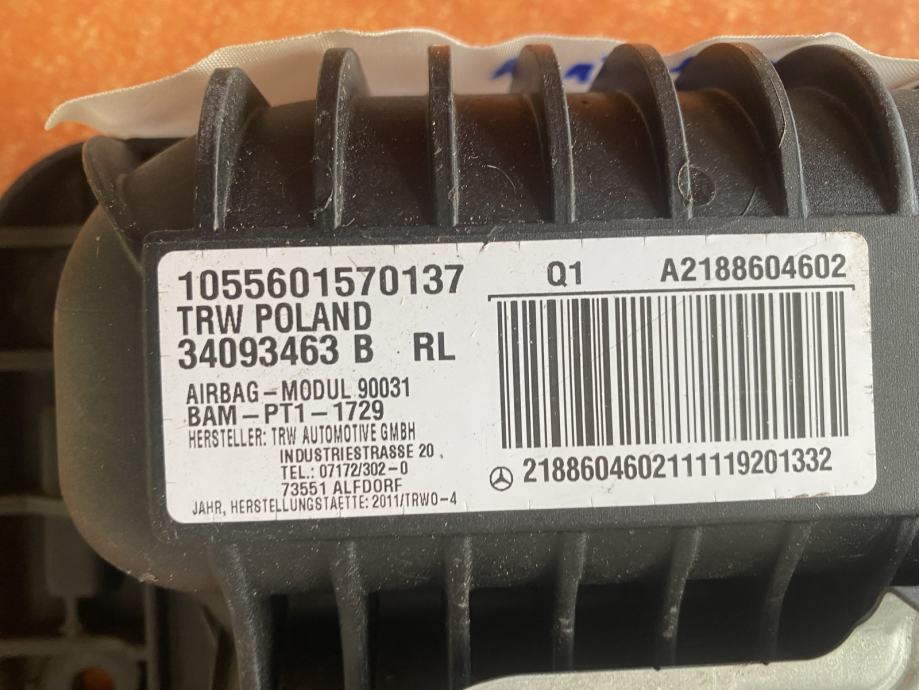 1055601570137
TRW POLAND
34093463 B RL
AIRBAG-MODUL 90031
BAM-PT1-1729
HERSTELLER: TRW AUTOMOTIVE GMBH
INDUSTRIESTRASSE 20
TEL.: 07172/302-0
73551 ALFDORF
JAHR, HERSTELLUNGSTAETTE: 2011/TRWO-4
Q1 A2188604602
2188604602111119201332